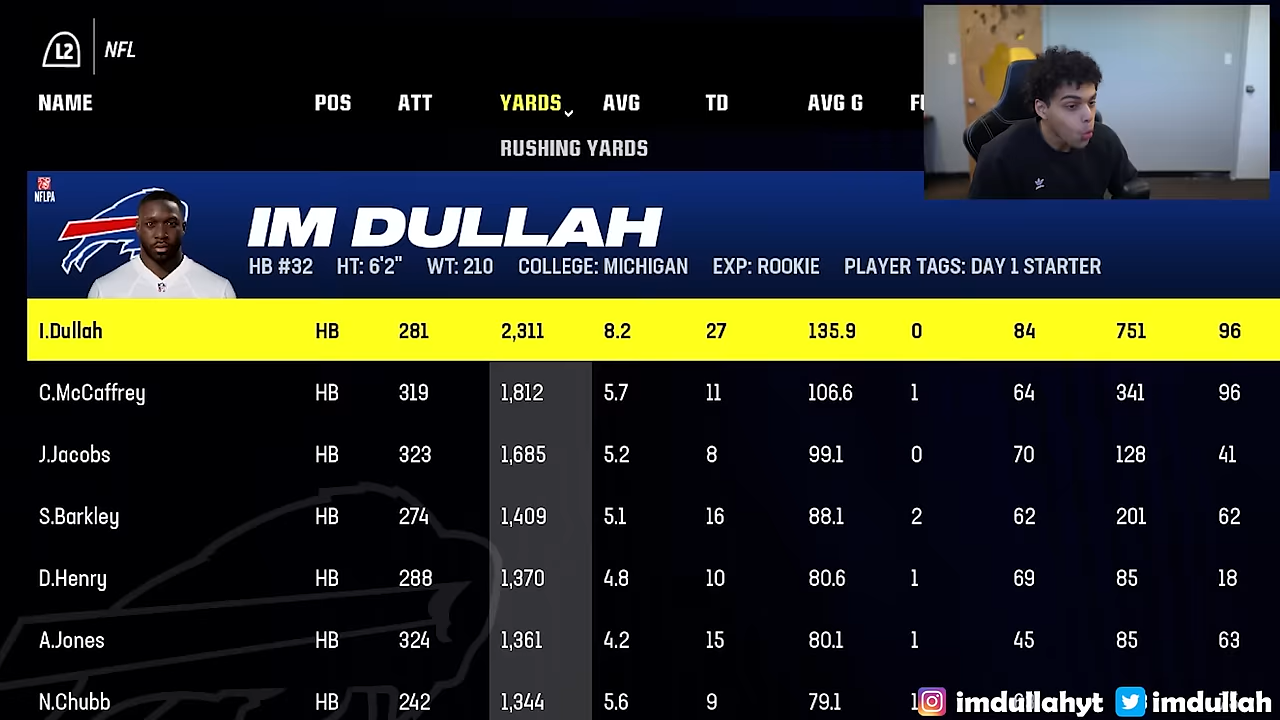 L2 NFL
NAME POS ATT YARDS AVG TD AVG G
RUSHING YARDS
NFLPA
IM DULLAH
HB #32 HT: 6'2" WT: 210 COLLEGE: MICHIGAN EXP: ROOKIE PLAYER TAGS: DAY 1 STARTER
I.Dullah HB 281 2,311 8.2 27 135.9 0 84 751 96
C.McCaffrey HB 319 1,812 5.7 11 106.6 1 64 341 96
J.Jacobs HB 323 1,685 5.2 8 99.1 0 70 128 41
S.Barkley HB 274 1,409 5.1 16 88.1 2 62 201 62
D.Henry HB 288 1,370 4.8 10 80.6 1 69 85 18
A.Jones HB 324 1,361 4.2 15 80.1 1 45 85 63
N.Chubb HB 242 1,344 5.6 9 79.1
imdullahyt imdullah